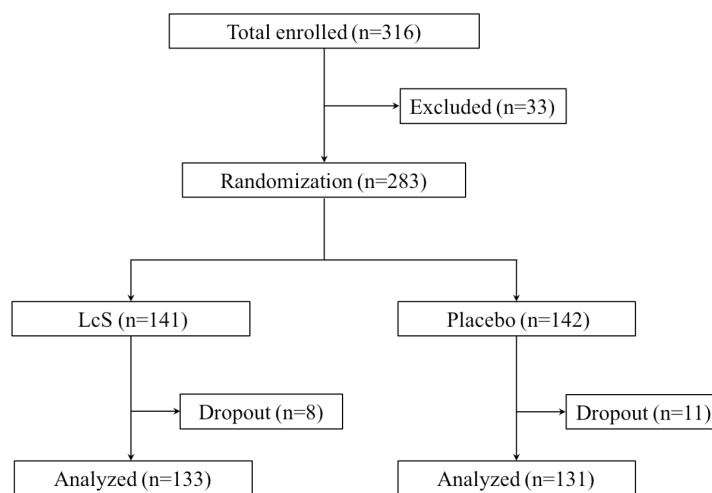 Total enrolled (n=316)
Excluded (n=33)
Randomization (n=283)
LcS (n=141)
Placebo (n=142)
Dropout (n=8)
Dropout (n=11)
Analyzed (n=133)
Analyzed (n=131)